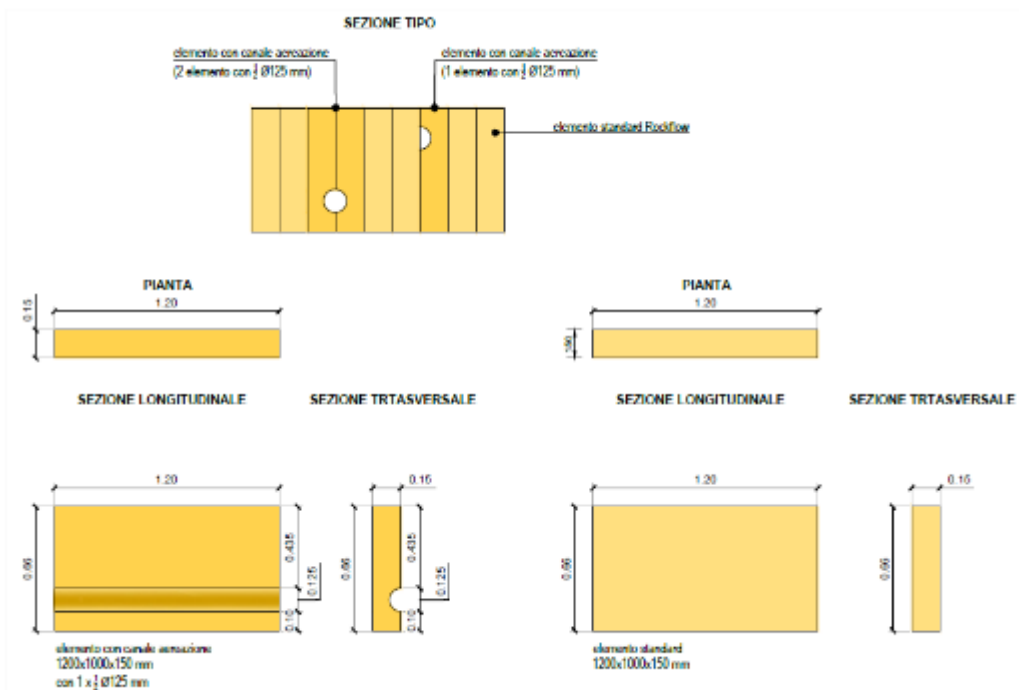 SEZIONE TIPO
elemento con canale aereazione
(2 elemento con ½ Ø125 mm)
elemento con canale aereazione
(1 elemento con ½ Ø125 mm)
elemento standard Rockflow
PIANTA
1.20
0.15
PIANTA
1.20
SEZIONE LONGITUDINALE
SEZIONE TRTASVERSALE
SEZIONE LONGITUDINALE
SEZIONE TRTASVERSALE
1.20
0.66
0.435
0.125
0.10
0.15
0.66
0.435
0.125
0.10
1.20
0.66
0.15
0.66
elemento con canale aereazione
1200x1000x150 mm
con 1 x ½ Ø125 mm
elemento standard
1200x1000x150 mm